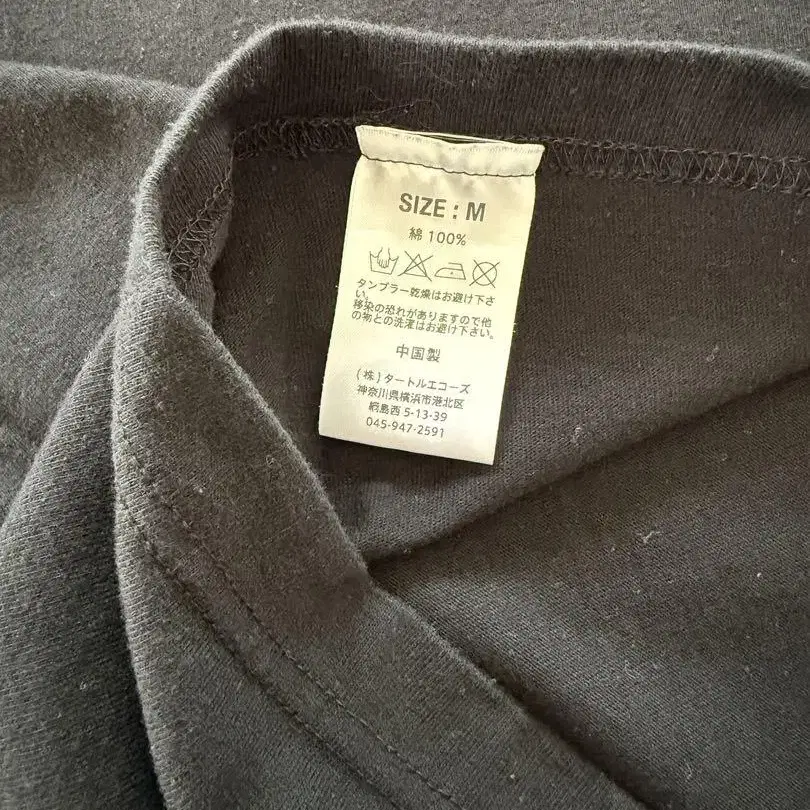 SIZE : M
綿 100%
タンブラー乾燥はお避け下さ
い。
移染の恐れがありますので他
の物との洗濯はお避け下さい。
中国製
(株)タートルエコーズ
神奈川県横浜市港北区
綱島西 5-13-39
045-947-2591